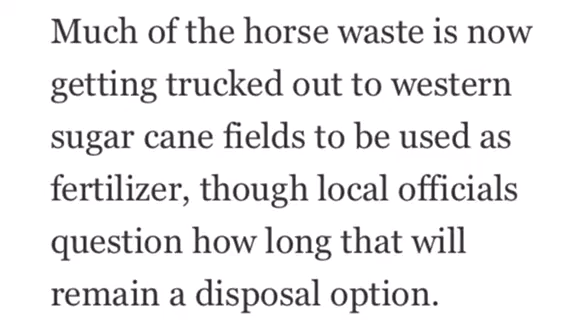 Much of the horse waste is now
getting trucked out to western
sugar cane fields to be used as
fertilizer, though local officials
question how long that will
remain a disposal option.